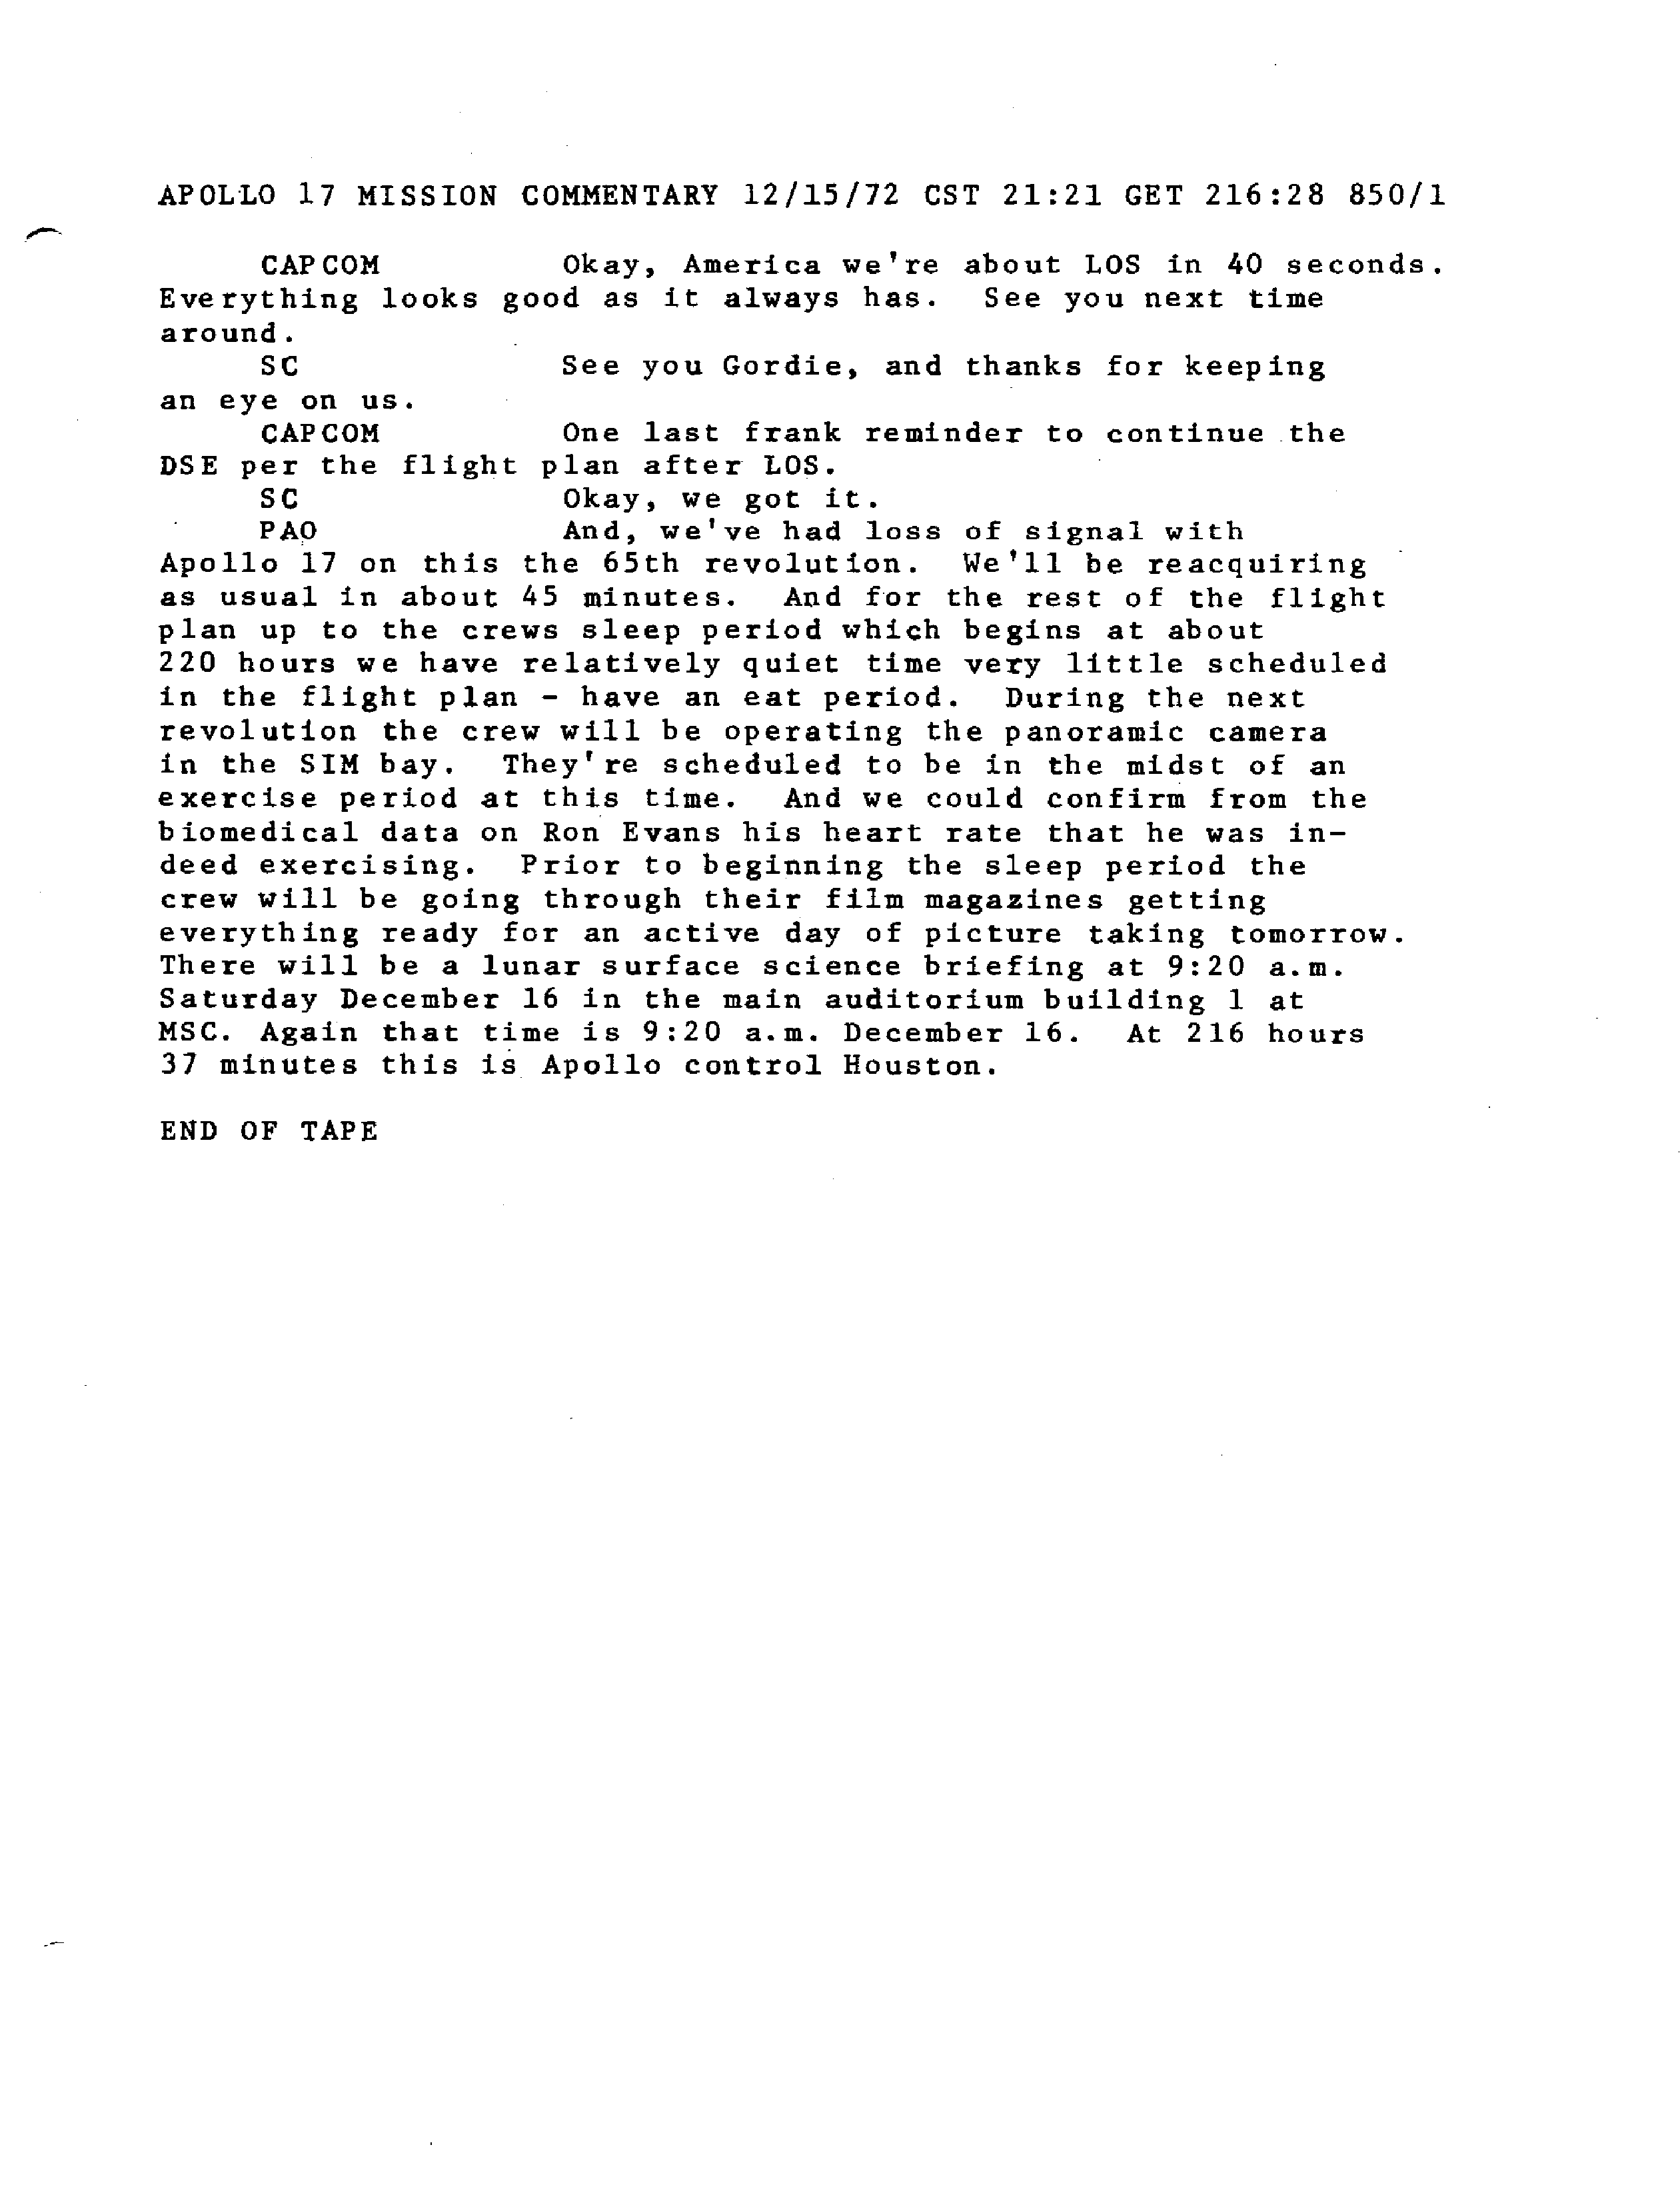 APOLLO 17 MISSION COMMENTARY 12/15/72 CST 21:21 GET 216:28 850/1
CAPCOM Okay, America we're about LOS in 40 seconds.
Everything looks good as it always has. See you next time
around.
SC See you Gordie, and thanks for keeping
an eye on us.
CAPCOM One last frank reminder to continue the
DSE per the flight plan after LOS.
SC Okay, we got it.
PAO And, we've had loss of signal with
Apollo 17 on this the 65th revolution. We'll be reacquiring
as usual in about 45 minutes. And for the rest of the flight
plan up to the crews sleep period which begins at about
220 hours we have relatively quiet time very little scheduled
in the flight plan - have an eat period. During the next
revolution the crew will be operating the panoramic camera
in the SIM bay. They're scheduled to be in the midst of an
exercise period at this time. And we could confirm from the
biomedical data on Ron Evans his heart rate that he was in-
deed exercising. Prior to beginning the sleep period the
crew will be going through their film magazines getting
everything ready for an active day of picture taking tomorrow.
There will be a lunar surface science briefing at 9:20 a.m.
Saturday December 16 in the main auditorium building 1 at
MSC. Again that time is 9:20 a.m. December 16. At 216 hours
37 minutes this is Apollo control Houston.
END OF TAPE